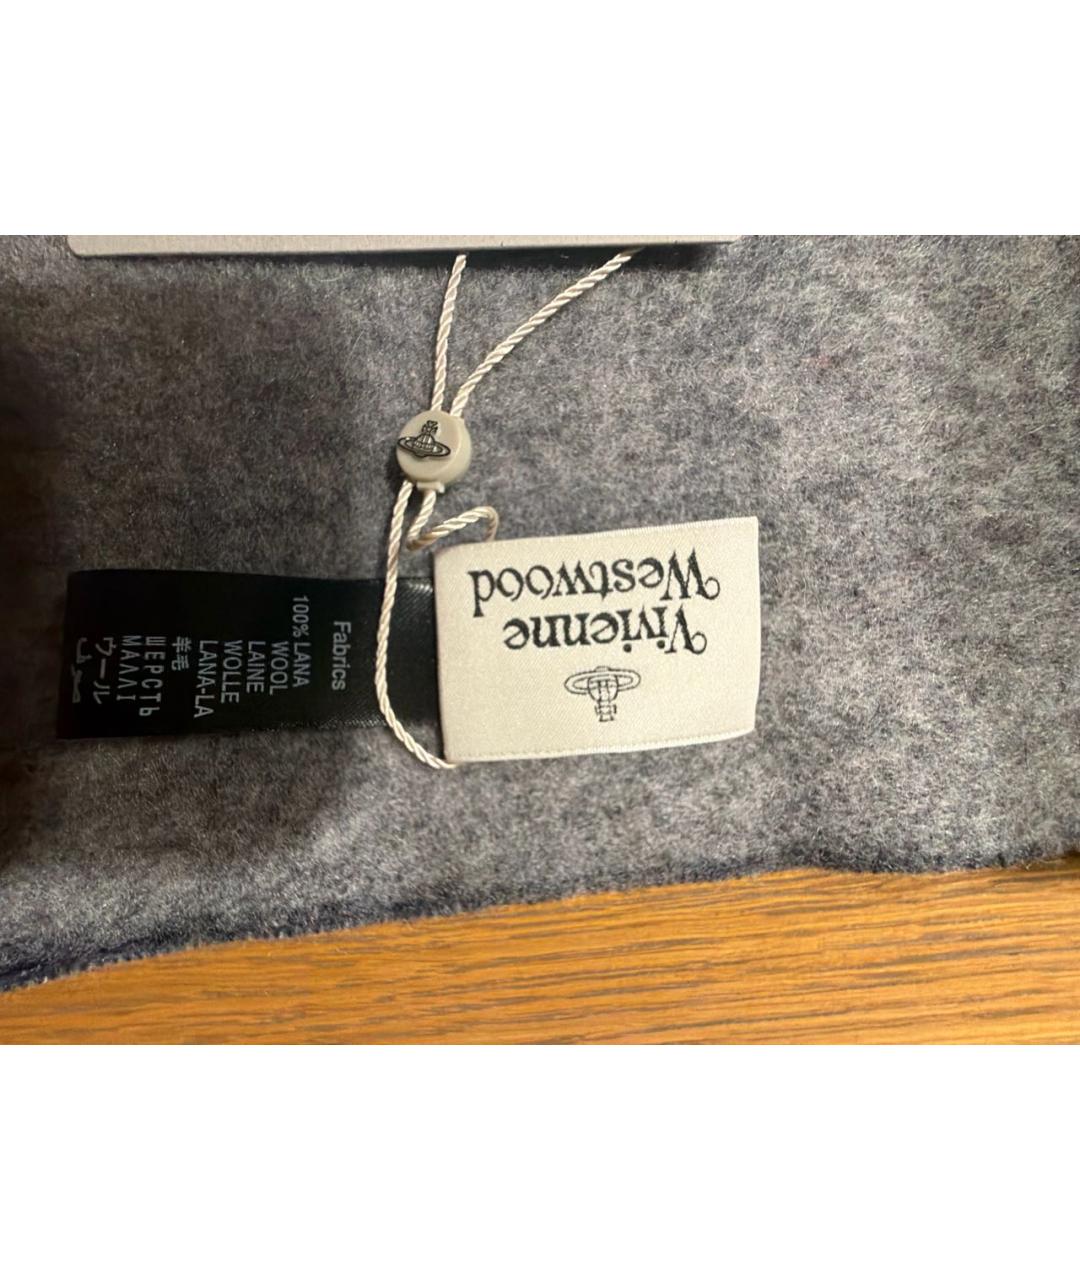 Vivienne
Westwood
Fabrics
100% LANA
WOOL
LAINE
WOLLE
LANA-LA
羊毛
ШЕРСТЬ
ΜΑΛΛΙ
ウール